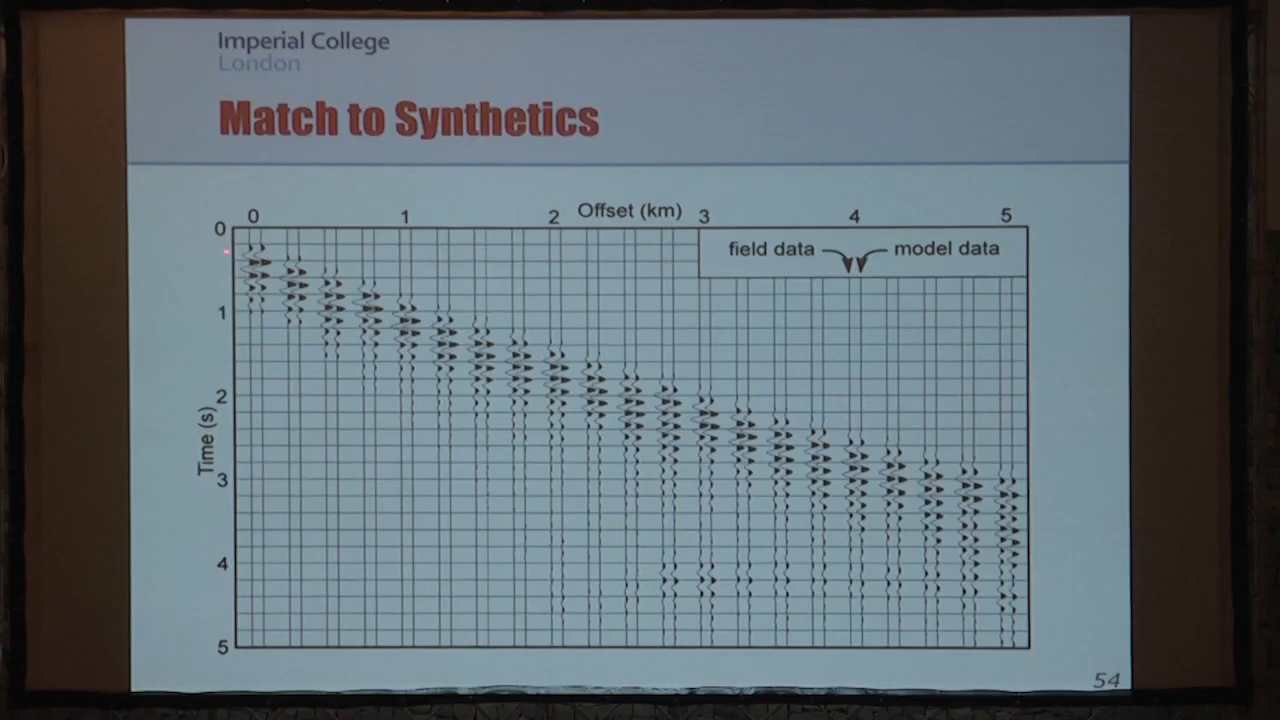 Imperial College
London
Match to Synthetics
Offset (km)
0 1 2 3 4 5
field data model data
Time (s)
0
1
2
3
4
5
54